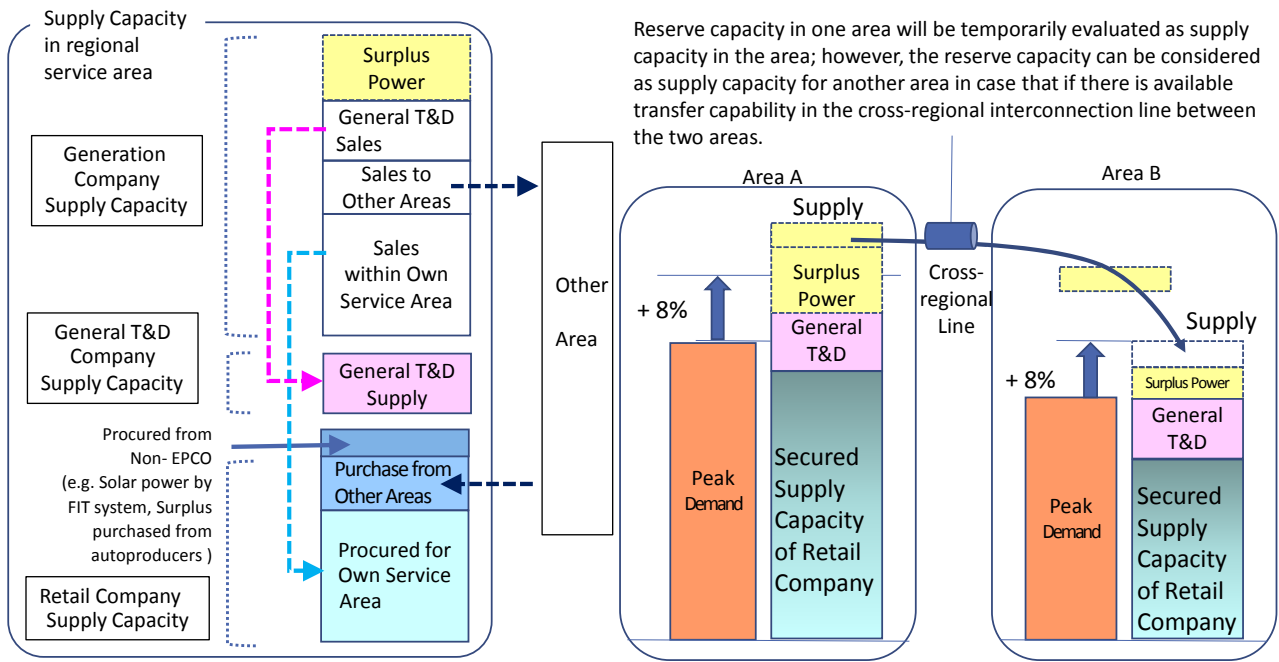 Supply Capacity
in regional
service area
Surplus
Power
General T&D
Sales
Sales to
Other Areas
Sales
within Own
Service Area
Generation
Company
Supply Capacity
General T&D
Company
Supply Capacity
General T&D
Supply
Procured from
Non- EPCO
(e.g. Solar power by
FIT system, Surplus
purchased from
autoproducers )
Purchase from
Other Areas
Procured for
Own Service
Area
Retail Company
Supply Capacity
Other
Area
Reserve capacity in one area will be temporarily evaluated as supply
capacity in the area; however, the reserve capacity can be considered
as supply capacity for another area in case that if there is available
transfer capability in the cross-regional interconnection line between
the two areas.
Area A
Supply
Surplus
Power
+ 8%
General
T&D
Peak
Demand
Secured
Supply
Capacity
of Retail
Company
Cross-
regional
Line
Area B
Supply
+ 8%
Surplus Power
General
T&D
Peak
Demand
Secured
Supply
Capacity
of Retail
Company